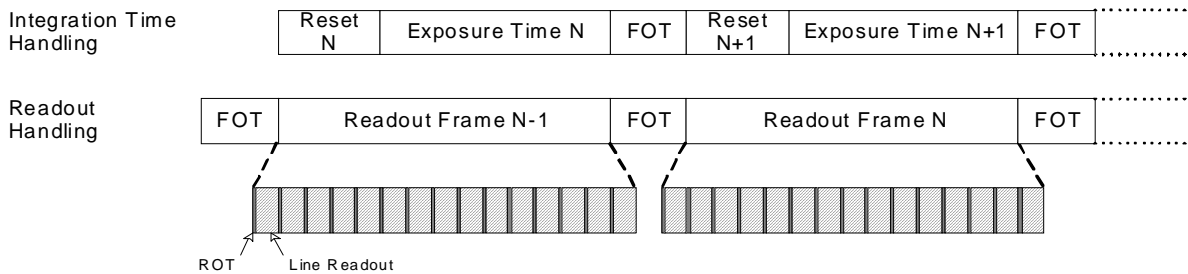 Integration Time
Handling
Reset
N
Exposure Time N
FOT
Reset
N+1
Exposure Time N+1
FOT
Readout
Handling
FOT
Readout Frame N-1
FOT
Readout Frame N
FOT
ROT
Line Readout